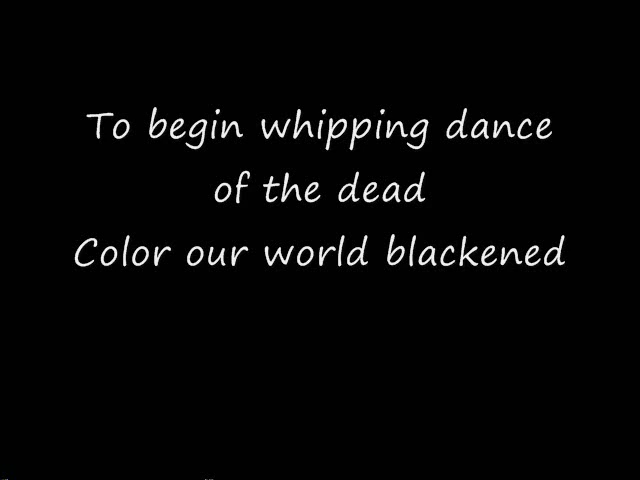 To begin whipping dance
of the dead
Color our world blackened